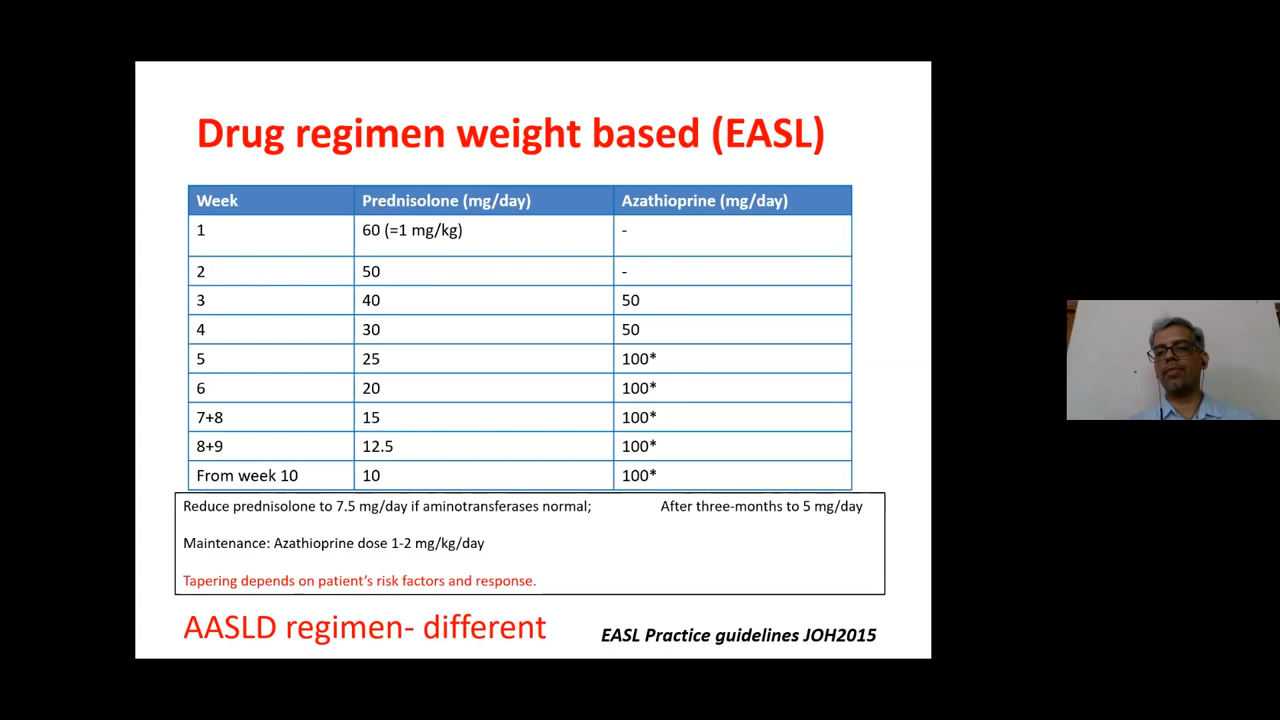 Drug regimen weight based (EASL)
Week Prednisolone (mg/day) Azathioprine (mg/day)
1 60 (=1 mg/kg) -
2 50 -
3 40 50
4 30 50
5 25 100*
6 20 100*
7+8 15 100*
8+9 12.5 100*
From week 10 10 100*
Reduce prednisolone to 7.5 mg/day if aminotransferases normal; After three-months to 5 mg/day
Maintenance: Azathioprine dose 1-2 mg/kg/day
Tapering depends on patient’s risk factors and response.
AASLD regimen- different
EASL Practice guidelines JOH2015